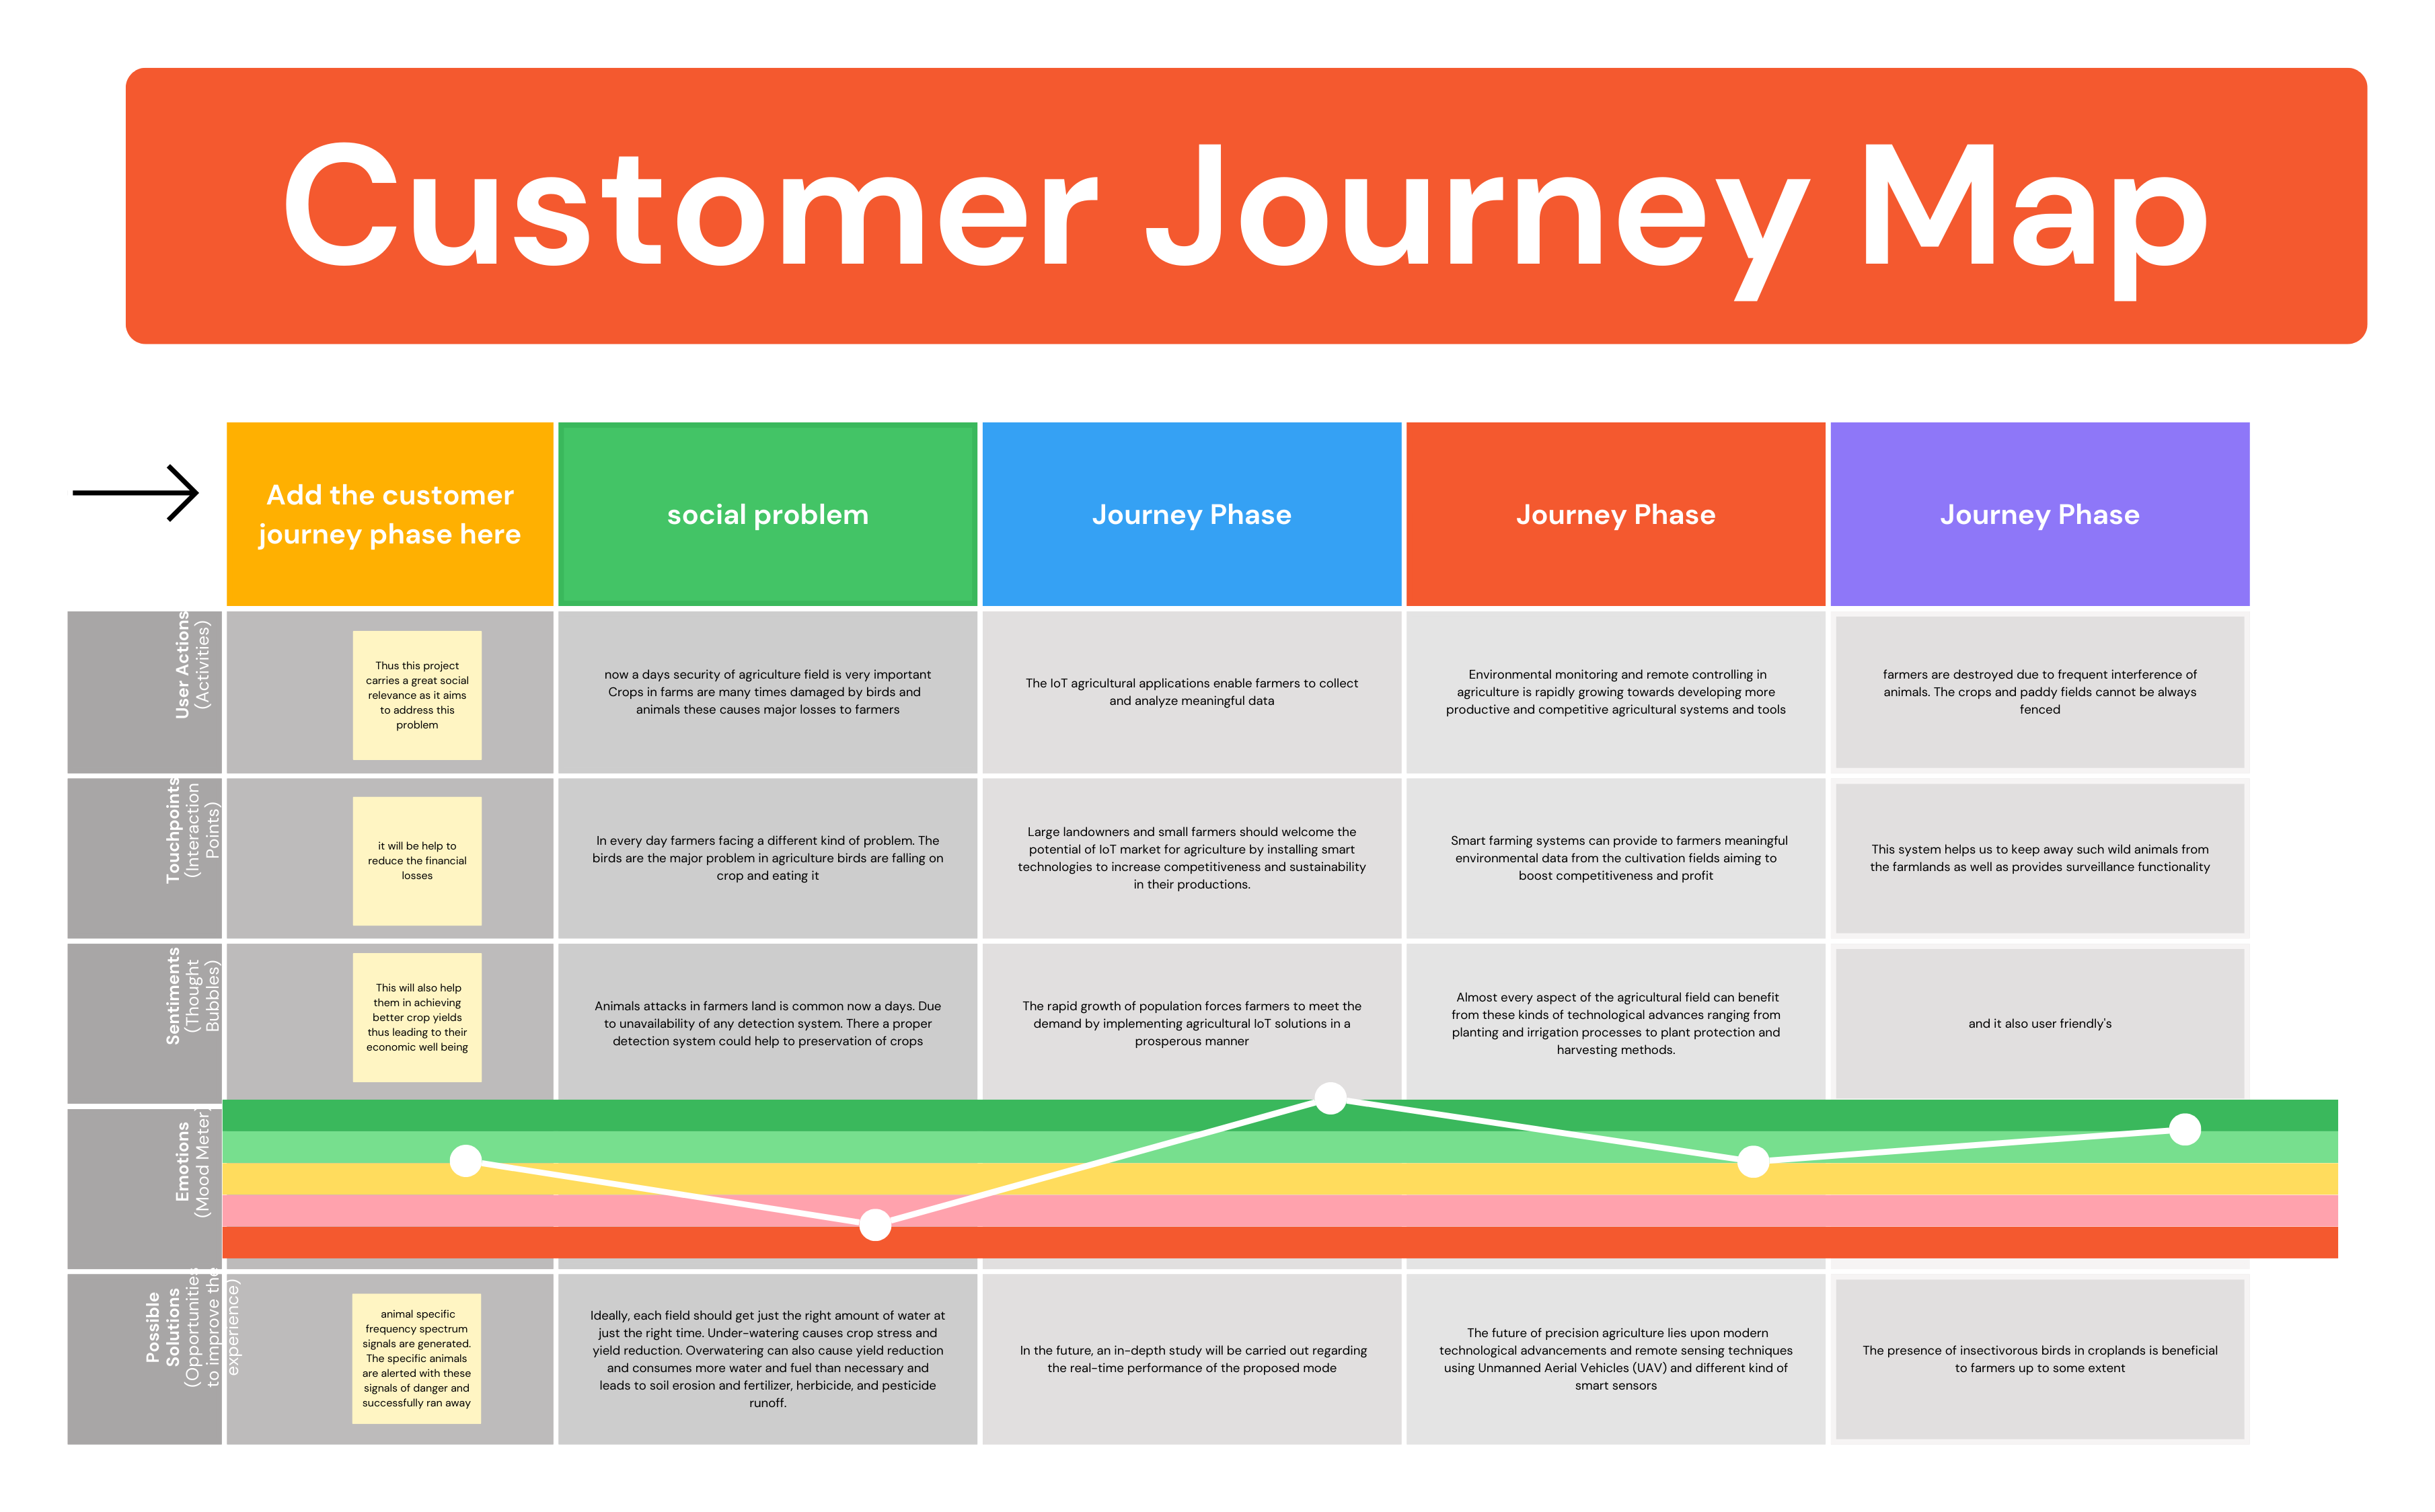 Customer Journey Map
Add the customer
journey phase here
social problem
Journey Phase
Journey Phase
Journey Phase
User Actions
(Activities)
Thus this project
carries a great social
relevance as it aims
to address this
problem
now a days security of agriculture field is very important
Crops in farms are many times damaged by birds and
animals these causes major losses to farmers
The IoT agricultural applications enable farmers to collect
and analyze meaningful data
Environmental monitoring and remote controlling in
agriculture is rapidly growing towards developing more
productive and competitive agricultural systems and tools
farmers are destroyed due to frequent interference of
animals. The crops and paddy fields cannot be always
fenced
Touchpoints
(Interaction
Points)
it will be help to
reduce the financial
losses
In every day farmers facing a different kind of problem. The
birds are the major problem in agriculture birds are falling on
crop and eating it
Large landowners and small farmers should welcome the
potential of IoT market for agriculture by installing smart
technologies to increase competitiveness and sustainability
in their productions.
Smart farming systems can provide to farmers meaningful
environmental data from the cultivation fields aiming to
boost competitiveness and profit
This system helps us to keep away such wild animals from
the farmlands as well as provides surveillance functionality
Sentiments
(Thought
Bubbles)
This will also help
them in achieving
better crop yields
thus leading to their
economic well being
Animals attacks in farmers land is common now a days. Due
to unavailability of any detection system. There a proper
detection system could help to preservation of crops
The rapid growth of population forces farmers to meet the
demand by implementing agricultural IoT solutions in a
prosperous manner
Almost every aspect of the agricultural field can benefit
from these kinds of technological advances ranging from
planting and irrigation processes to plant protection and
harvesting methods.
and it also user friendly's
Emotions
(Mood Meter)
Possible
Solutions
(Opportunities
to improve the
experience)
animal specific
frequency spectrum
signals are generated.
The specific animals
are alerted with these
signals of danger and
successfully ran away
Ideally, each field should get just the right amount of water at
just the right time. Under-watering causes crop stress and
yield reduction. Overwatering can also cause yield reduction
and consumes more water and fuel than necessary and
leads to soil erosion and fertilizer, herbicide, and pesticide
runoff.
In the future, an in-depth study will be carried out regarding
the real-time performance of the proposed mode
The future of precision agriculture lies upon modern
technological advancements and remote sensing techniques
using Unmanned Aerial Vehicles (UAV) and different kind of
smart sensors
The presence of insectivorous birds in croplands is beneficial
to farmers up to some extent